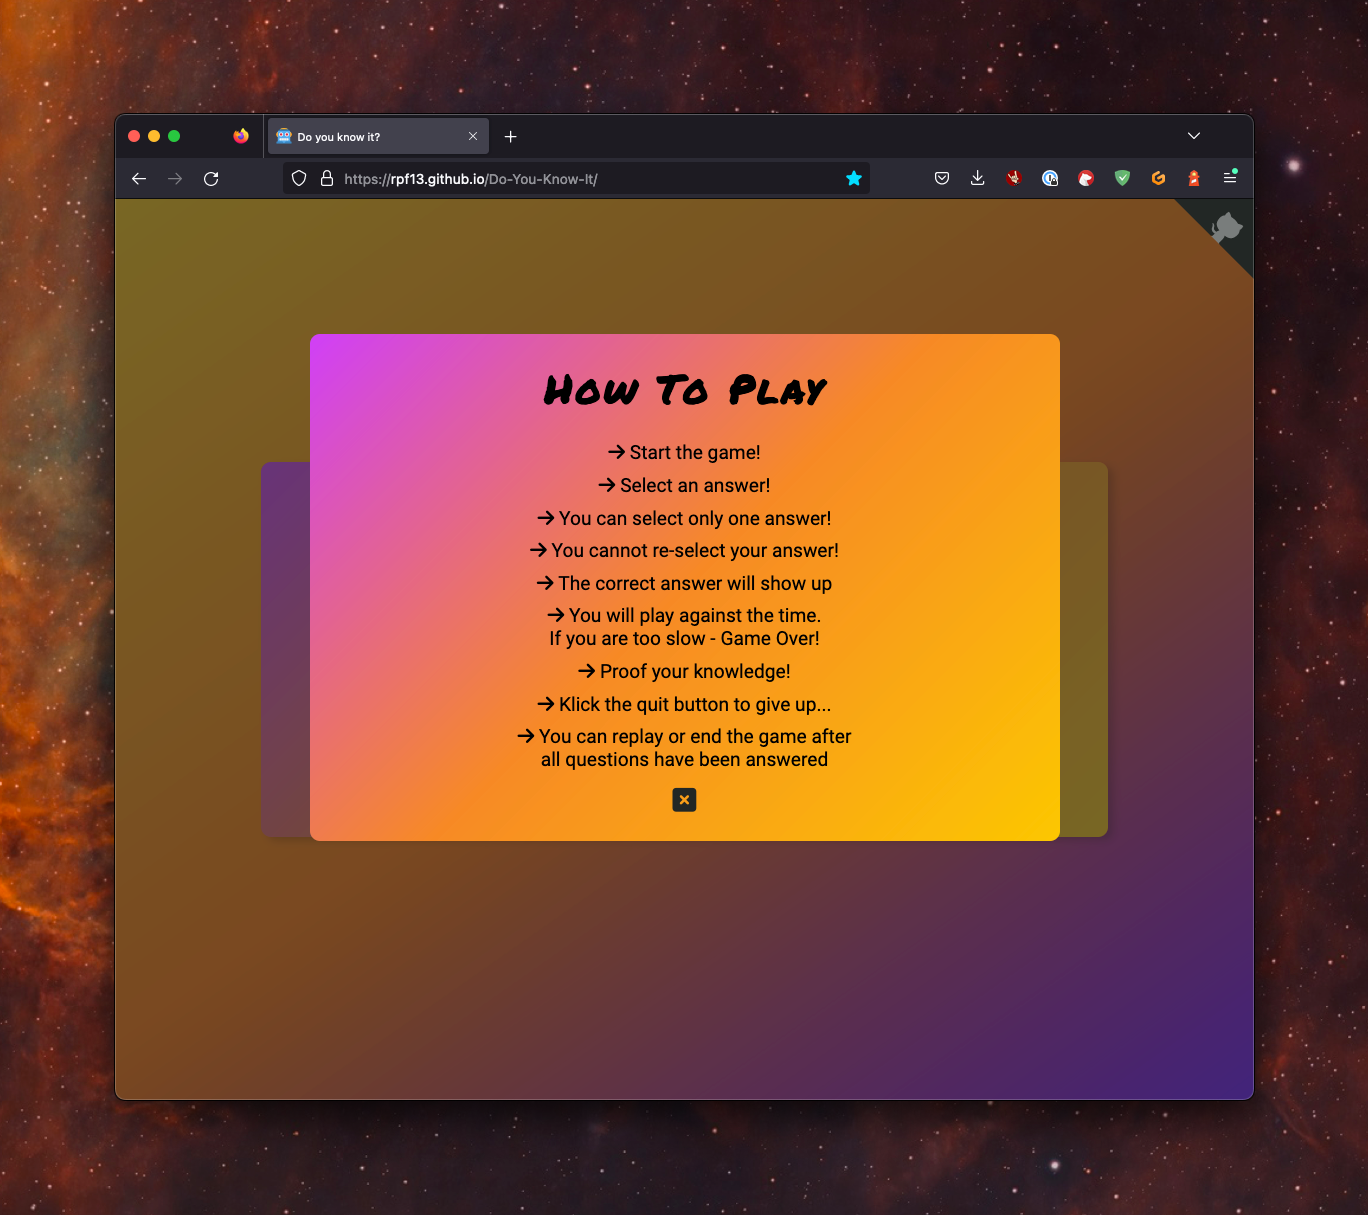 Do you know it?
https://rpf13.github.io/Do-You-Know-It/
How To Play
→ Start the game!
→ Select an answer!
→ You can select only one answer!
→ You cannot re-select your answer!
→ The correct answer will show up
→ You will play against the time.
If you are too slow - Game Over!
→ Proof your knowledge!
→ Klick the quit button to give up...
→ You can replay or end the game after
all questions have been answered